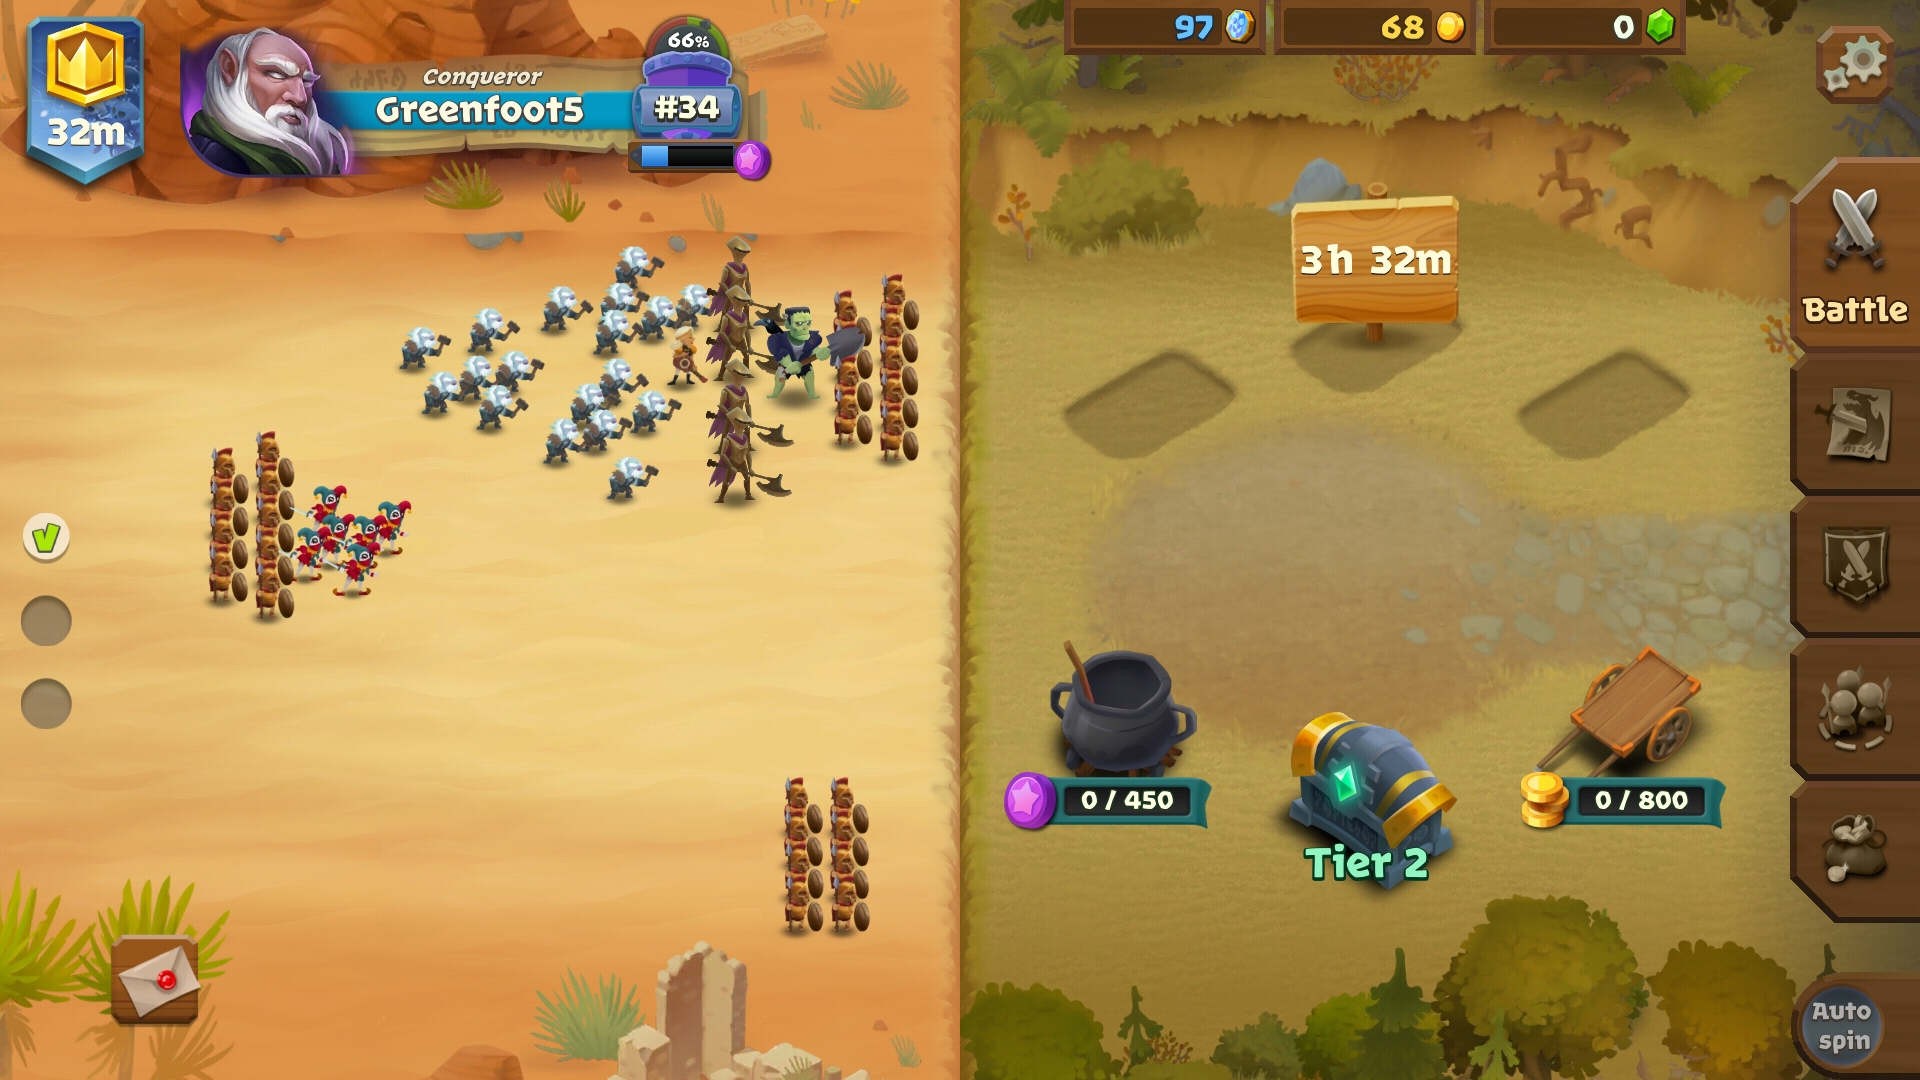 32m
Conqueror
Greenfoot5
66%
#34
97
68
0
3h 32m
Battle
0 / 450
Tier 2
0 / 800
Auto
spin